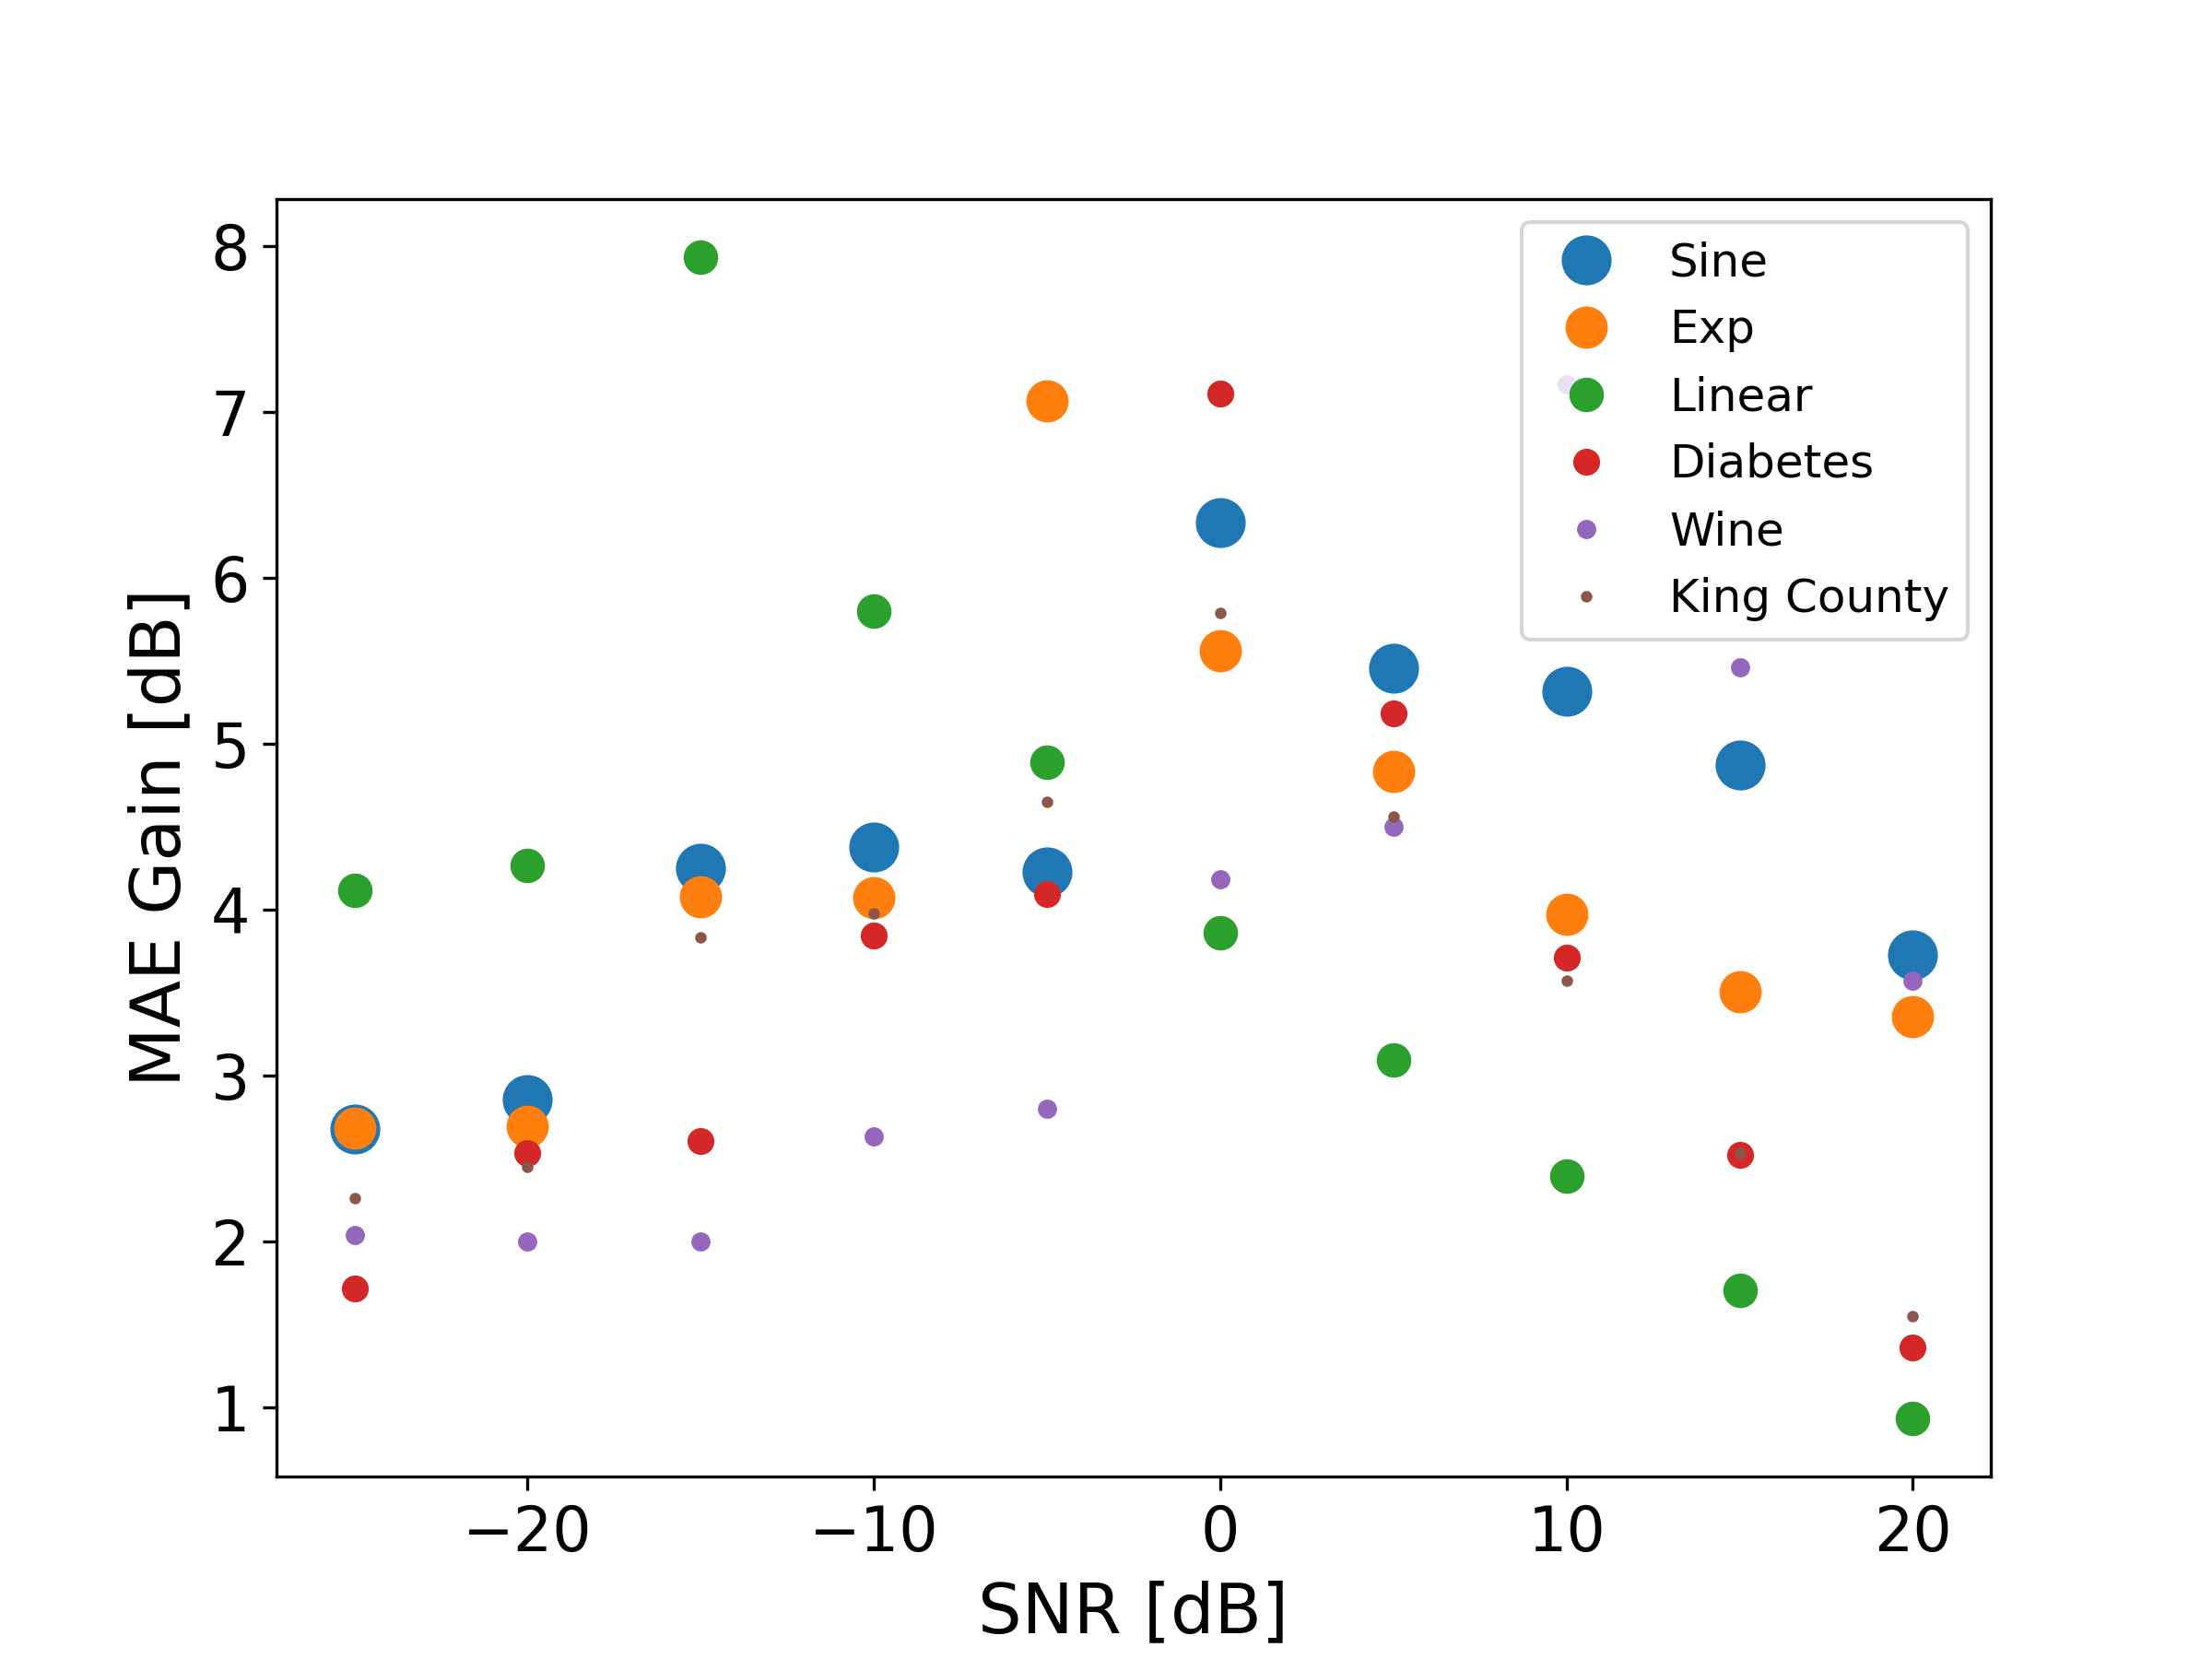 8
7
6
5
4
3
2
1
MAE Gain [dB]
Sine
Exp
Linear
Diabetes
Wine
King County
−20 −10 0 10 20
SNR [dB]